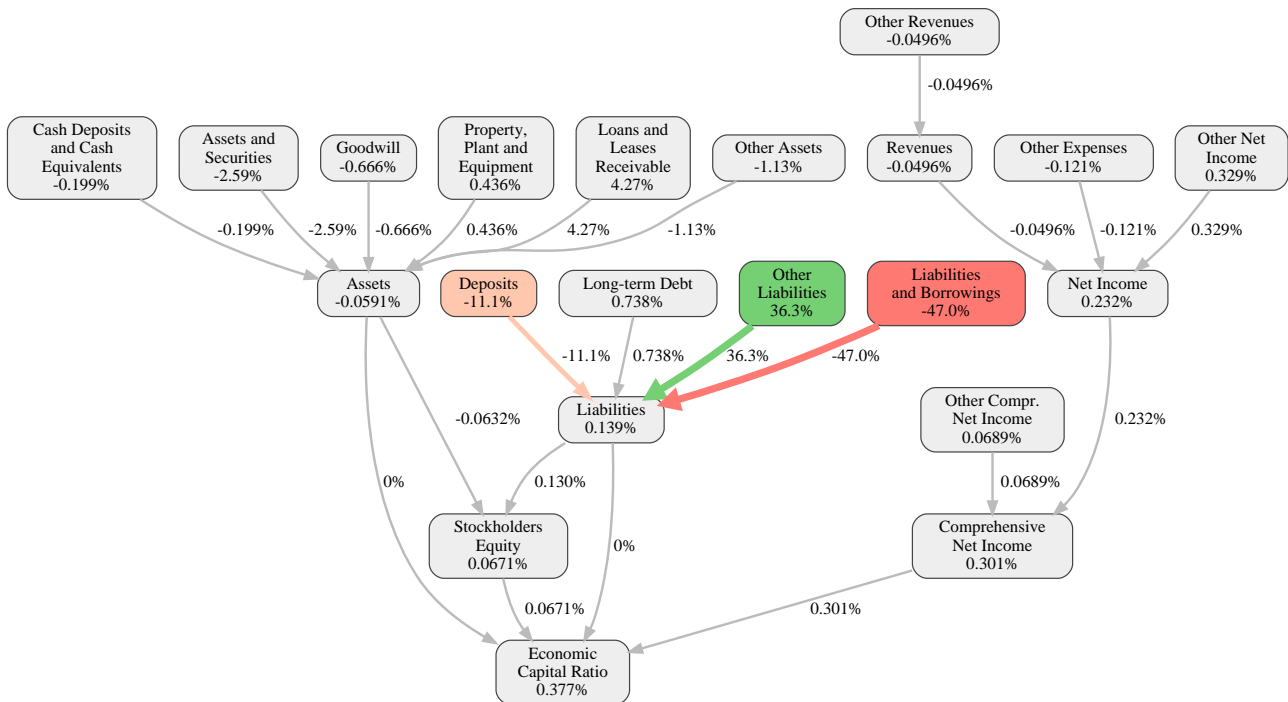 Other Revenues
-0.0496%
-0.0496%
Cash Deposits
and Cash
Equivalents
-0.199%
Assets and
Securities
-2.59%
Goodwill
-0.666%
Property,
Plant and
Equipment
0.436%
Loans and
Leases
Receivable
4.27%
Other Assets
-1.13%
Revenues
-0.0496%
Other Expenses
-0.121%
Other Net
Income
0.329%
-0.199%
-2.59%
-0.666%
0.436%
4.27%
-1.13%
-0.0496%
-0.121%
0.329%
Assets
-0.0591%
Deposits
-11.1%
Long-term Debt
0.738%
Other
Liabilities
36.3%
Liabilities
and Borrowings
-47.0%
Net Income
0.232%
-11.1%
0.738%
36.3%
-47.0%
-0.0632%
Liabilities
0.139%
Other Compr.
Net Income
0.0689%
0.232%
0%
0.130%
0%
0.0689%
Stockholders
Equity
0.0671%
Comprehensive
Net Income
0.301%
0.0671%
0.301%
Economic
Capital Ratio
0.377%